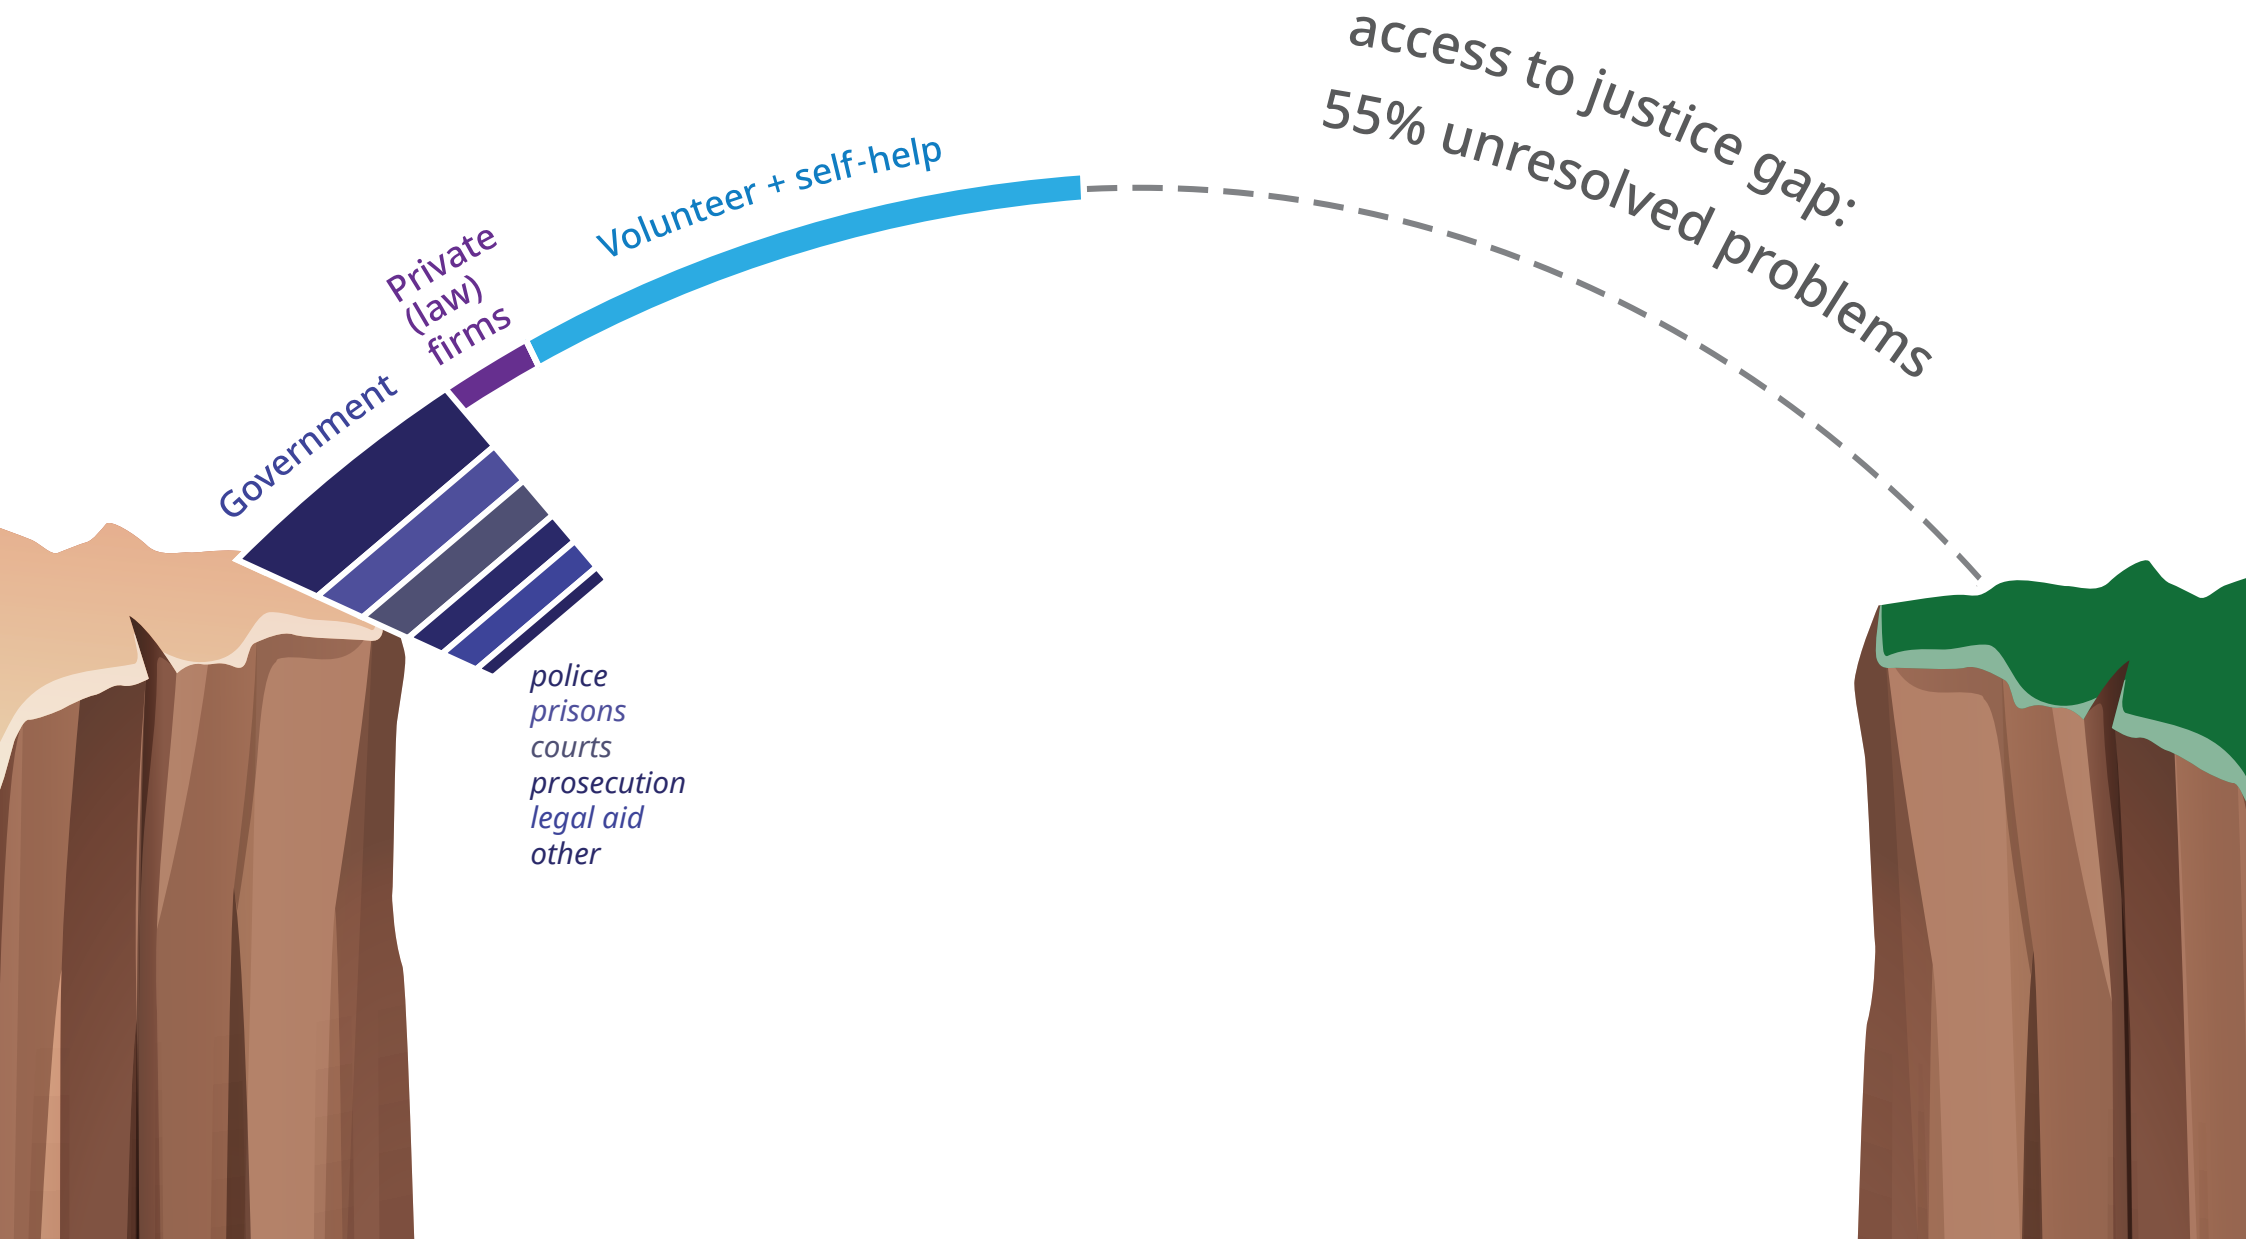 access to justice gap:
55% unresolved problems
Volunteer + self-help
Private
(law)
firms
Government
police
prisons
courts
prosecution
legal aid
other